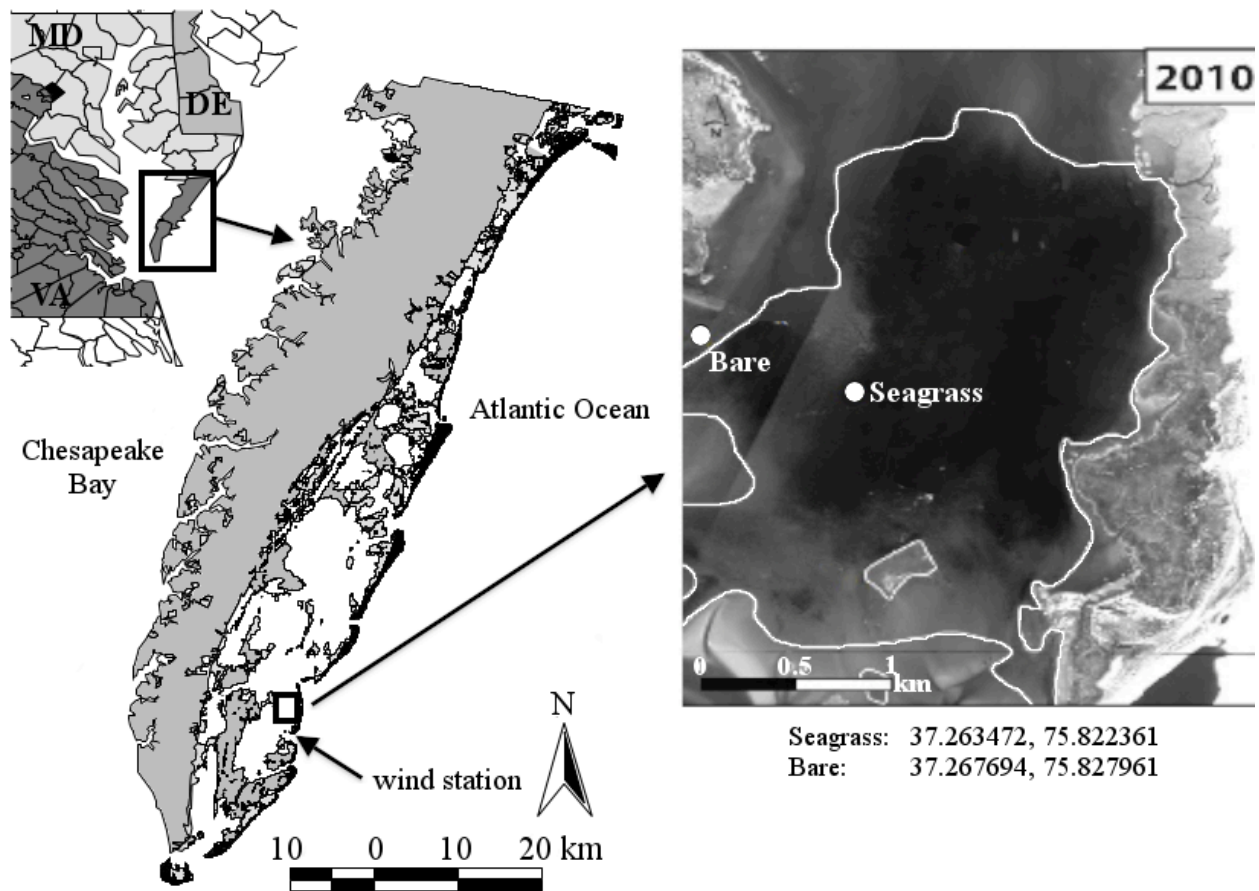 MD
DE
VA
Chesapeake
Bay
Atlantic Ocean
wind station
N
10 0 10 20 km
2010
N
Bare
Seagrass
0 0.5 1
km
Seagrass: 37.263472, 75.822361
Bare: 37.267694, 75.827961